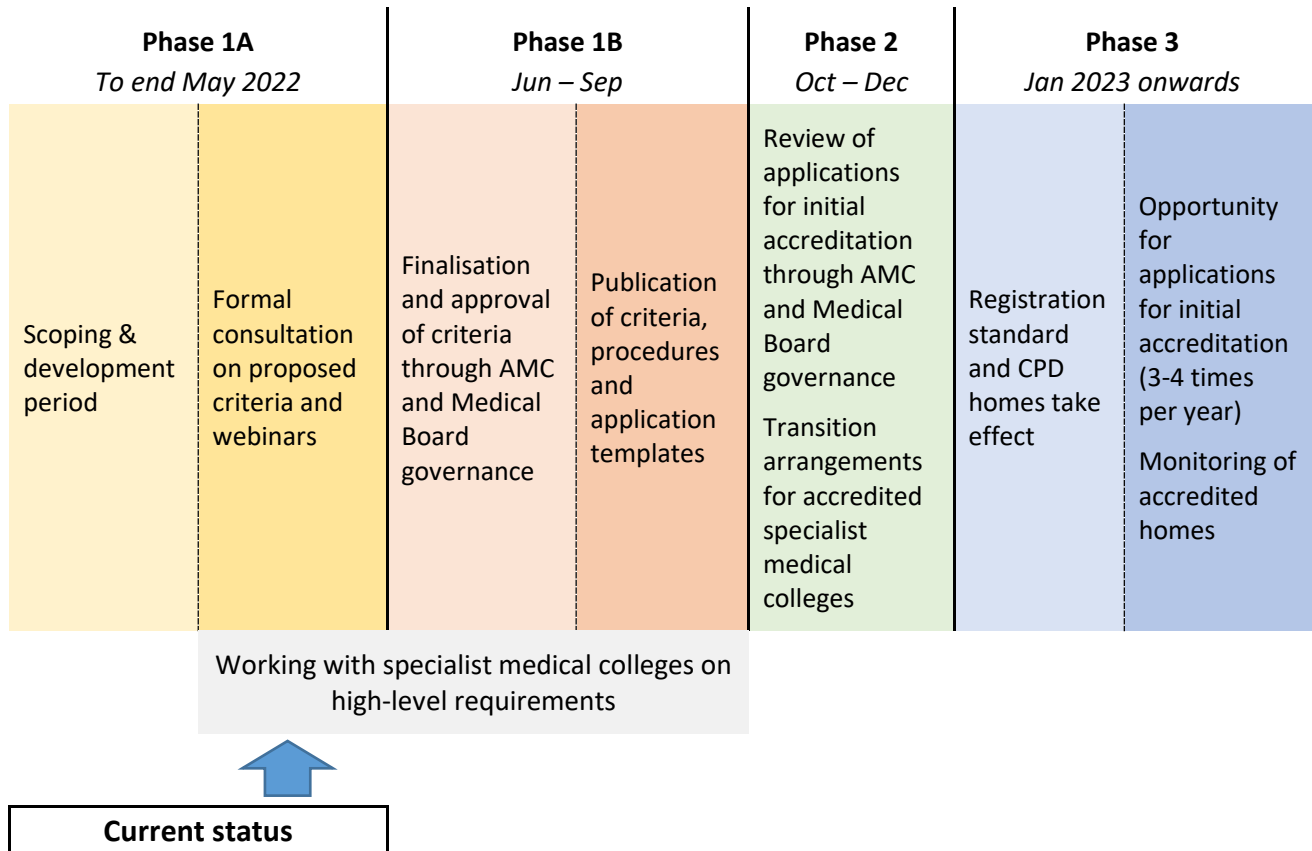 Phase 1A
To end May 2022
Phase 1B
Jun – Sep
Phase 2
Oct – Dec
Phase 3
Jan 2023 onwards
Scoping &
development
period
Formal
consultation
on proposed
criteria and
webinars
Finalisation
and approval
of criteria
through AMC
and Medical
Board
governance
Publication
of criteria,
procedures
and
application
templates
Review of
applications
for initial
accreditation
through AMC
and Medical
Board
governance
Transition
arrangements
for accredited
specialist
medical
colleges
Registration
standard
and CPD
homes take
effect
Opportunity
for
applications
for initial
accreditation
(3-4 times
per year)
Monitoring of
accredited
homes
Working with specialist medical colleges on
high-level requirements
Current status